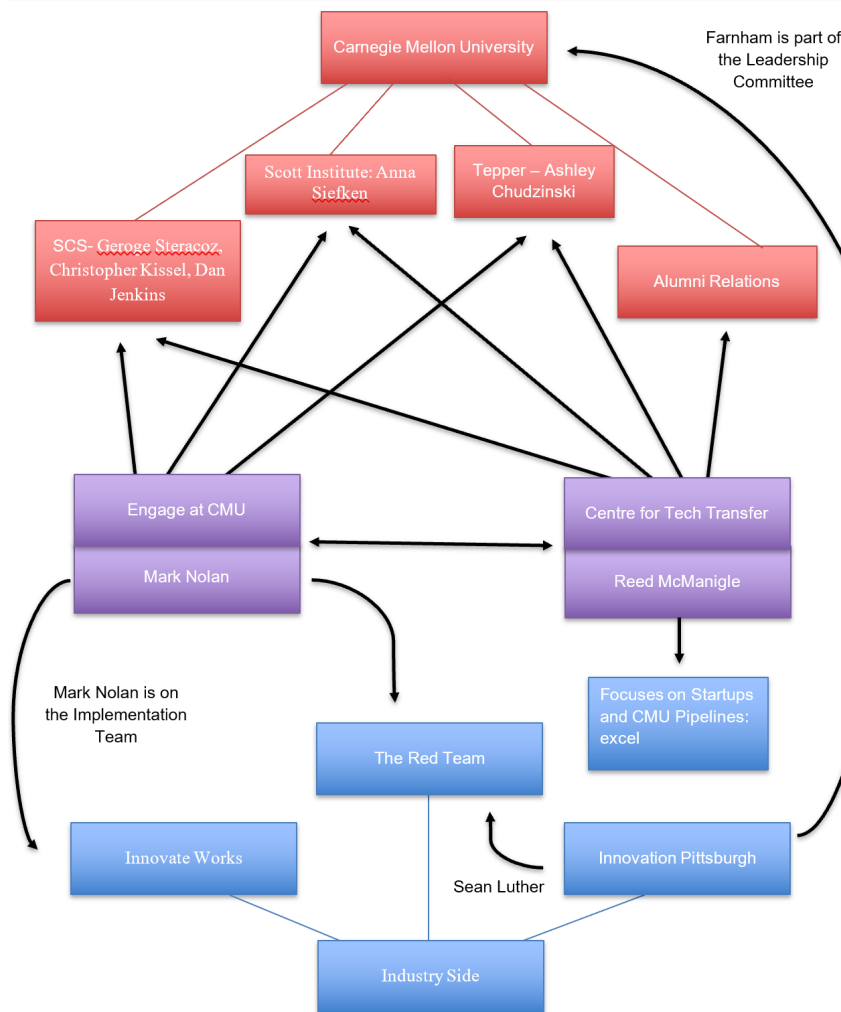 Carnegie Mellon University
Farnham is part of
the Leadership
Committee
Scott Institute: Anna
Siefken
Tepper – Ashley
Chudzinski
SCS- Geroge Steracoz,
Christopher Kissel, Dan
Jenkins
Alumni Relations
Engage at CMU
Mark Nolan
Centre for Tech Transfer
Reed McManigle
Mark Nolan is on
the Implementation
Team
Focuses on Startups
and CMU Pipelines:
excel
The Red Team
Innovate Works
Sean Luther
Innovation Pittsburgh
Industry Side